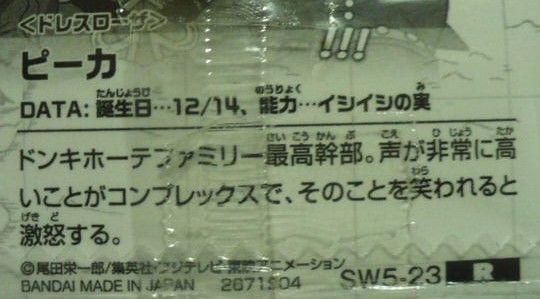 <ドレスローザ>
ピーカ
DATA: 誕生日…12/14、能力…イシイシの実
ドンキホーテファミリー最高幹部。声が非常に高
いことがコンプレックスで、そのことを笑われると
激怒する。
©尾田栄一郎/集英社・フジテレビ・東映アニメーション
BANDAI MADE IN JAPAN 2671904 SW5-23 R